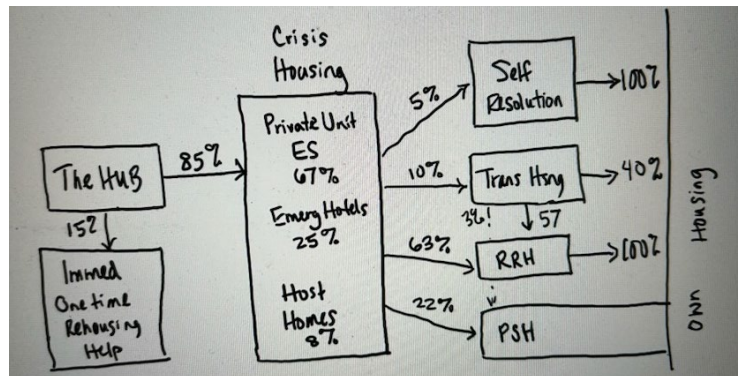 Crisis
Housing
The HUB
85%
15%
Immed
One time
Rehousing
Help
Private Unit
ES
67%
Emerg Hotels
25%
Host
Homes
8%
5%
Self
Resolution
100%
10%
Trans Hsng
40%
57
63%
RRH
100%
22%
PSH
Own Housing